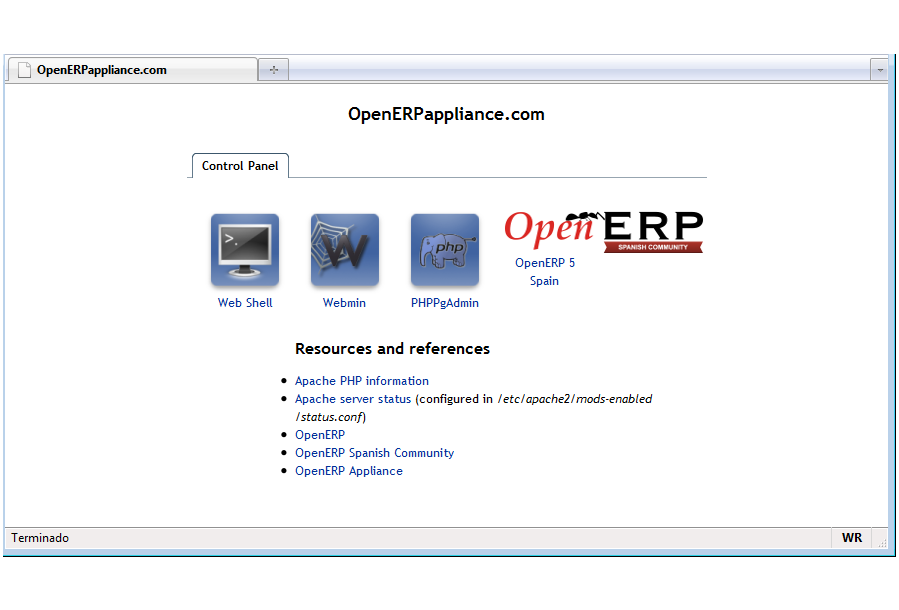 OpenERPappliance.com
OpenERPappliance.com
Control Panel
>.
W
php
Open ERP
SPANISH COMMUNITY
Web Shell
Webmin
PHPPgAdmin
OpenERP 5
Spain
Resources and references
Apache PHP information
Apache server status (configured in /etc/apache2/mods-enabled
/status.conf)
OpenERP
OpenERP Spanish Community
OpenERP Appliance
Terminado
WR